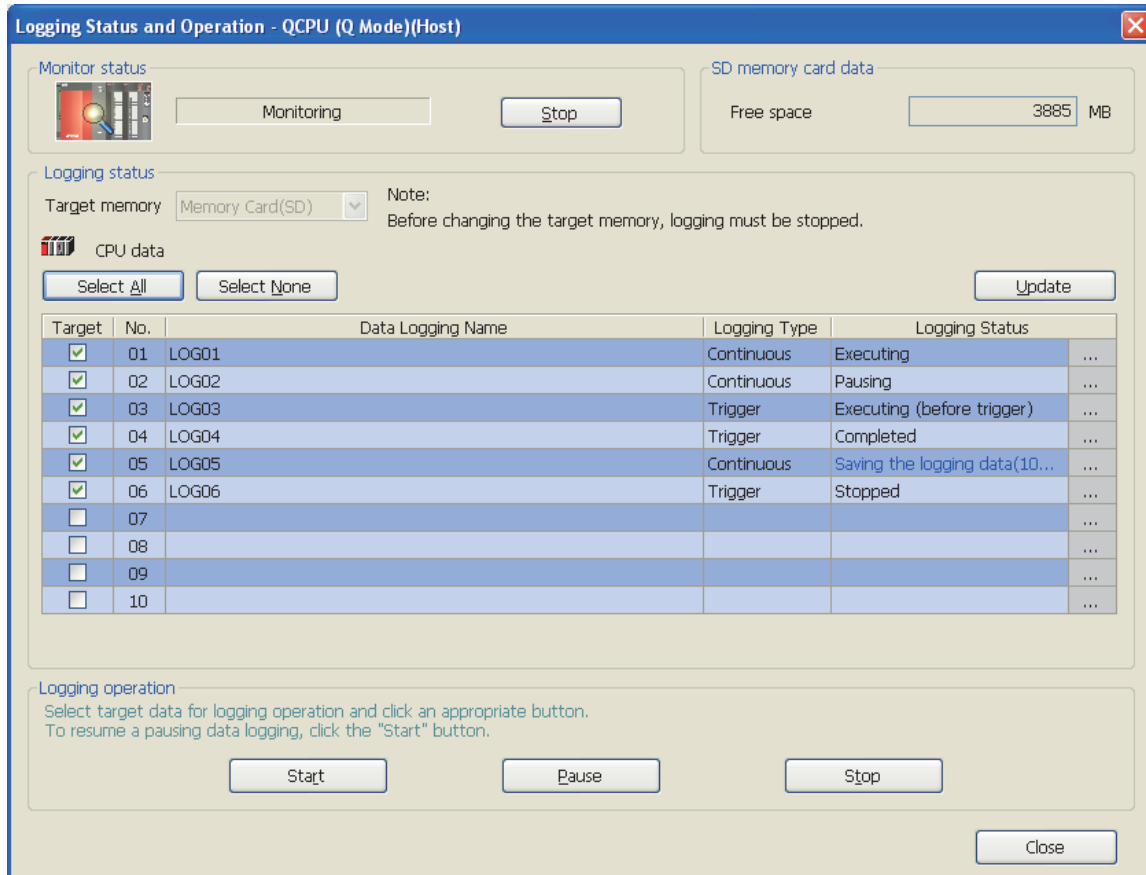 Logging Status and Operation - QCPU (Q Mode)(Host)
Monitor status
Monitoring
Stop
SD memory card data
Free space 3885 MB
Logging status
Target memory Memory Card(SD)
Note:
Before changing the target memory, logging must be stopped.
CPU data
Select All Select None Update
Target No. Data Logging Name Logging Type Logging Status
01 LOG01 Continuous Executing ...
02 LOG02 Continuous Pausing ...
03 LOG03 Trigger Executing (before trigger) ...
04 LOG04 Trigger Completed ...
05 LOG05 Continuous Saving the logging data(10... ...
06 LOG06 Trigger Stopped ...
07 ...
08 ...
09 ...
10 ...
Logging operation
Select target data for logging operation and click an appropriate button.
To resume a pausing data logging, click the "Start" button.
Start Pause Stop
Close